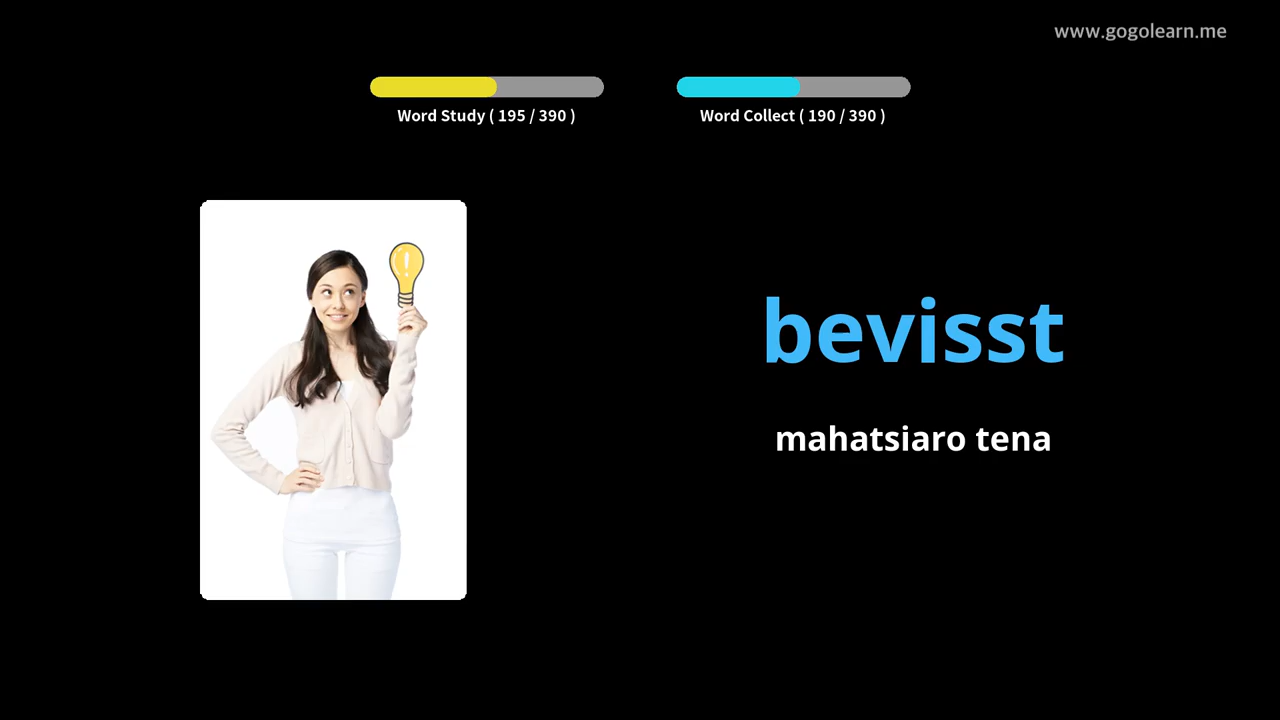 www.gogolearn.me
Word Study ( 195 / 390 )
Word Collect ( 190 / 390 )
bevisst
mahatsiaro tena